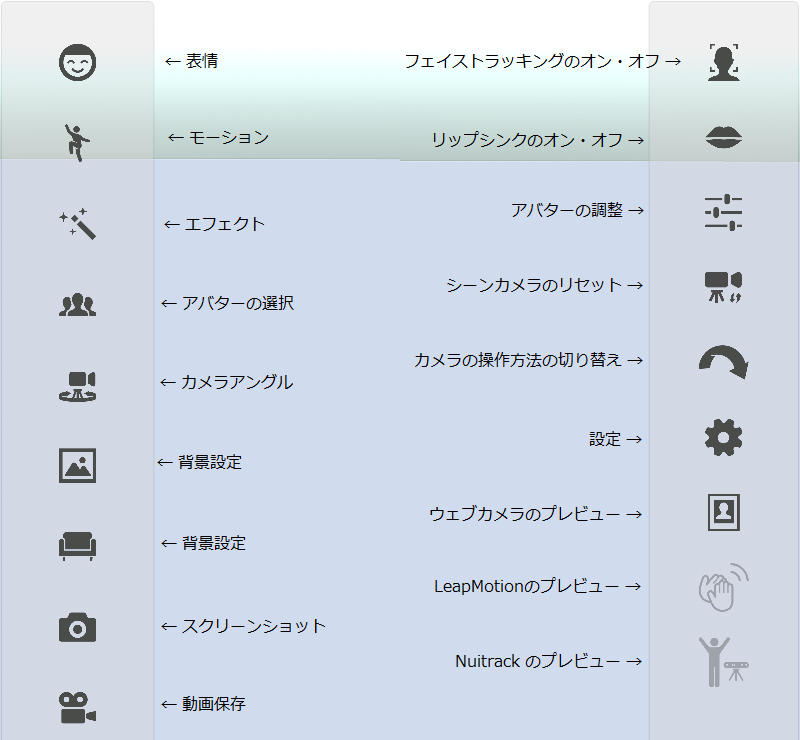 ← 表情
← モーション
← エフェクト
← アバターの選択
← カメラアングル
← 背景設定
← 背景設定
← スクリーンショット
← 動画保存
フェイストラッキングのオン・オフ →
リップシンクのオン・オフ →
アバターの調整 →
シーンカメラのリセット →
カメラの操作方法の切り替え →
設定 →
ウェブカメラのプレビュー →
LeapMotionのプレビュー →
Nuitrack のプレビュー →